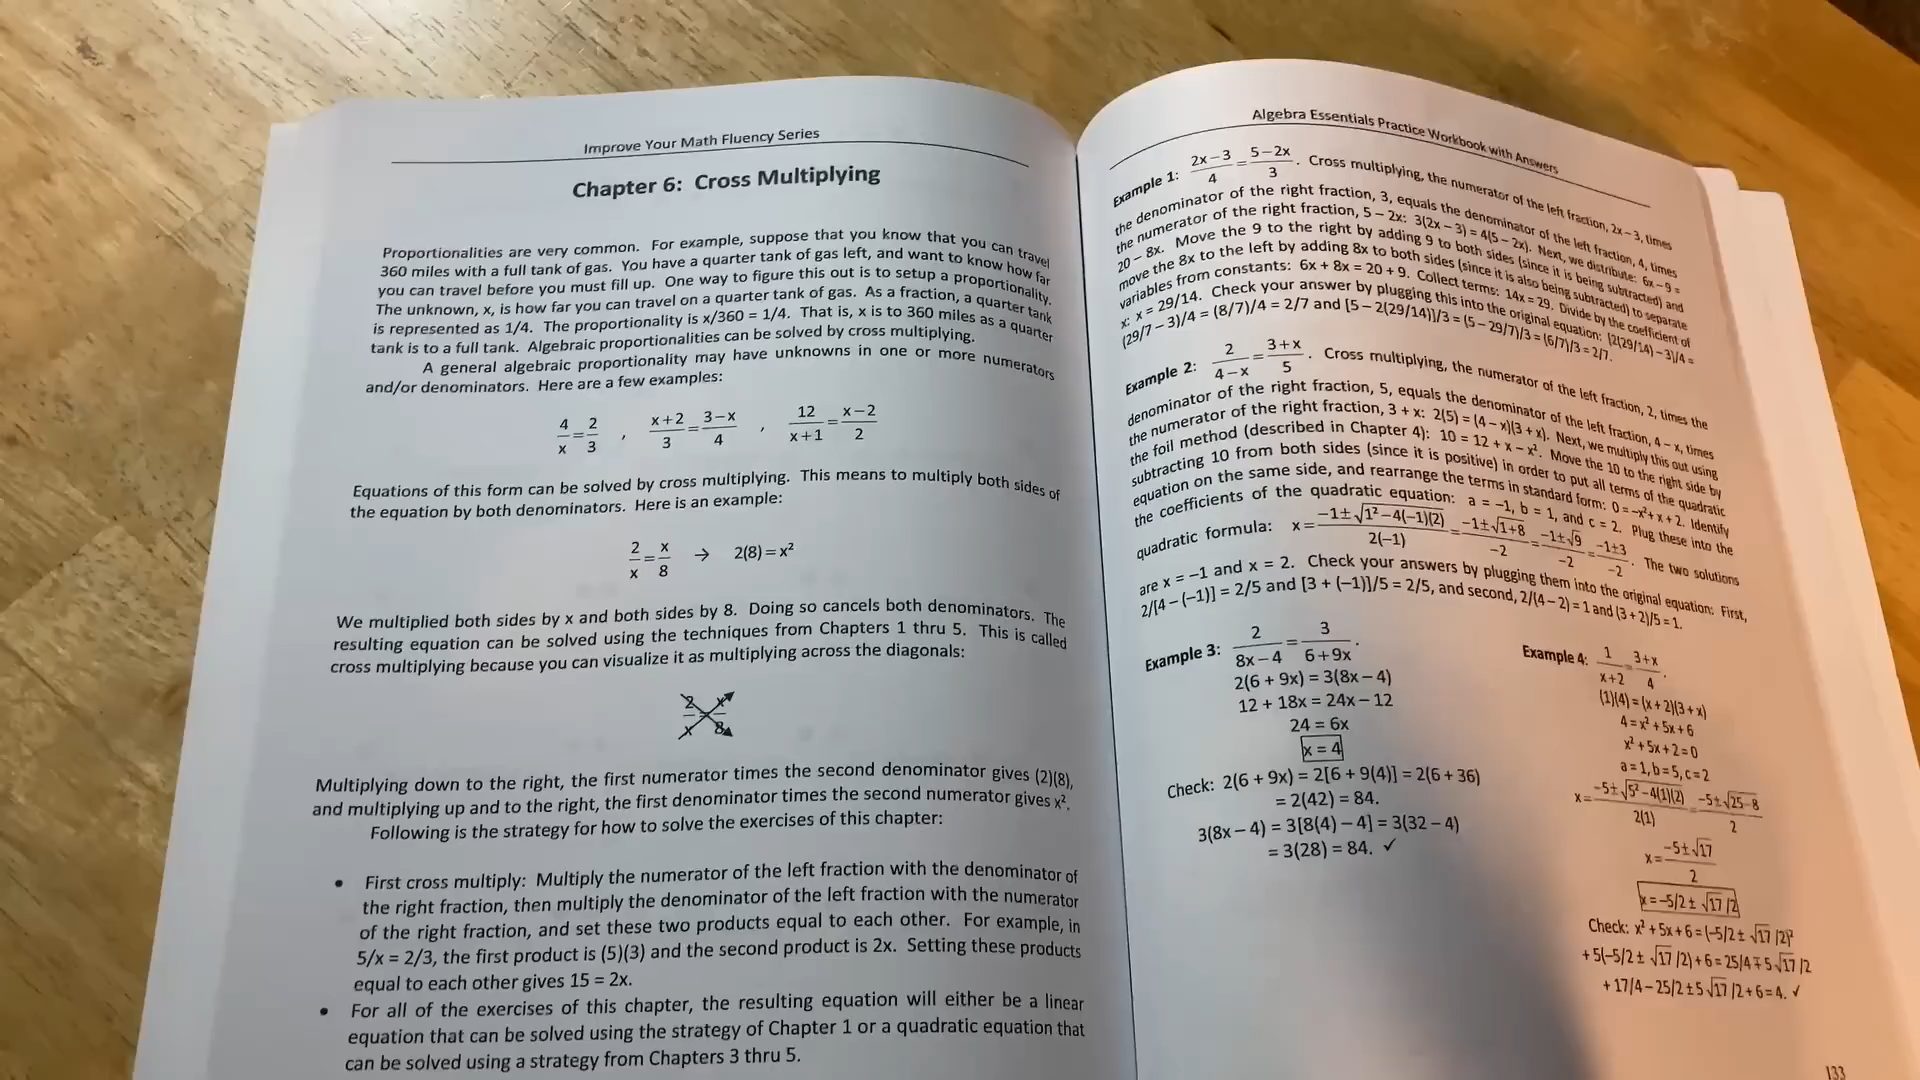 Improve Your Math Fluency Series
Chapter 6: Cross Multiplying
Proportionalities are very common. For example, suppose that you know that you can travel
360 miles with a full tank of gas. You have a quarter tank of gas left, and want to know how far
you can travel before you must fill up. One way to figure this out is to setup a proportionality.
The unknown, x, is how far you can travel on a quarter tank of gas. As a fraction, a quarter tank
is represented as 1/4. The proportionality is x/360 = 1/4. That is, x is to 360 miles as a quarter
tank is to a full tank. Algebraic proportionalities can be solved by cross multiplying.
A general algebraic proportionality may have unknowns in one or more numerators
and/or denominators. Here are a few examples:
4/x = 2/3 , (x+2)/3 = (3−x)/4 , 12/(x+1) = (x−2)/2
Equations of this form can be solved by cross multiplying. This means to multiply both sides of
the equation by both denominators. Here is an example:
2/x = x/8 → 2(8) = x²
We multiplied both sides by x and both sides by 8. Doing so cancels both denominators. The
resulting equation can be solved using the techniques from Chapters 1 thru 5. This is called
cross multiplying because you can visualize it as multiplying across the diagonals:
2/x = x/8
Multiplying down to the right, the first numerator times the second denominator gives (2)(8),
and multiplying up and to the right, the first denominator times the second numerator gives x².
Following is the strategy for how to solve the exercises of this chapter:
• First cross multiply: Multiply the numerator of the left fraction with the denominator of
the right fraction, then multiply the denominator of the left fraction with the numerator
of the right fraction, and set these two products equal to each other. For example, in
5/x = 2/3, the first product is (5)(3) and the second product is 2x. Setting these products
equal to each other gives 15 = 2x.
• For all of the exercises of this chapter, the resulting equation will either be a linear
equation that can be solved using the strategy of Chapter 1 or a quadratic equation that
can be solved using a strategy from Chapters 3 thru 5.
Algebra Essentials Practice Workbook with Answers
Example 1: (2x−3)/4 = (5−2x)/3 . Cross multiplying, the numerator of the left fraction, 2x – 3, times
the denominator of the right fraction, 3, equals the denominator of the left fraction, 4, times
the numerator of the right fraction, 5 – 2x: 3(2x – 3) = 4(5 – 2x). Next, we distribute: 6x – 9 =
20 – 8x. Move the 9 to the right by adding 9 to both sides (since it is being subtracted) and
move the 8x to the left by adding 8x to both sides (since it is also being subtracted) to separate
variables from constants: 6x + 8x = 20 + 9. Collect terms: 14x = 29. Divide by the coefficient of
x: x = 29/14. Check your answer by plugging this into the original equation: [2(29/14) – 3]/4 =
(29/7 – 3)/4 = (8/7)/4 = 2/7 and [5 – 2(29/14)]/3 = (5 – 29/7)/3 = (6/7)/3 = 2/7.
Example 2: 2/(4−x) = (3+x)/5 . Cross multiplying, the numerator of the left fraction, 2, times the
denominator of the right fraction, 5, equals the denominator of the left fraction, 4 – x, times
the numerator of the right fraction, 3 + x: 2(5) = (4 – x)(3 + x). Next, we multiply this out using
the foil method (described in Chapter 4): 10 = 12 + x – x². Move the 10 to the right side by
subtracting 10 from both sides (since it is positive) in order to put all terms of the quadratic
equation on the same side, and rearrange the terms in standard form: 0 = –x² + x + 2. Identify
the coefficients of the quadratic equation: a = –1, b = 1, and c = 2. Plug these into the
quadratic formula: x = (−1±√(1²−4(−1)(2)))/(2(−1)) = (−1±√(1+8))/−2 = (−1±√9)/−2 = (−1±3)/−2 . The two solutions
are x = –1 and x = 2. Check your answers by plugging them into the original equation: First,
2/[4 – (–1)] = 2/5 and [3 + (–1)]/5 = 2/5, and second, 2/(4 – 2) = 1 and (3 + 2)/5 = 1.
Example 3: 2/(8x−4) = 3/(6+9x) .
2(6 + 9x) = 3(8x – 4)
12 + 18x = 24x – 12
24 = 6x
x = 4
Check: 2(6 + 9x) = 2[6 + 9(4)] = 2(6 + 36)
= 2(42) = 84.
3(8x – 4) = 3[8(4) – 4] = 3(32 – 4)
= 3(28) = 84. ✓
Example 4: 1/(x+2) = (3+x)/4 .
(1)(4) = (x + 2)(3 + x)
4 = x² + 5x + 6
x² + 5x + 2 = 0
a = 1, b = 5, c = 2
x = (−5±√(5²−4(1)(2)))/(2(1)) = (−5±√(25−8))/2
x = (−5±√17)/2
x = –5/2 ± √17 /2
Check: x² + 5x + 6 = (–5/2 ± √17 /2)²
+ 5(–5/2 ± √17 /2) + 6 = 25/4 ∓ 5√17 /2
+ 17/4 – 25/2 ± 5√17 /2 + 6 = 4. ✓
133